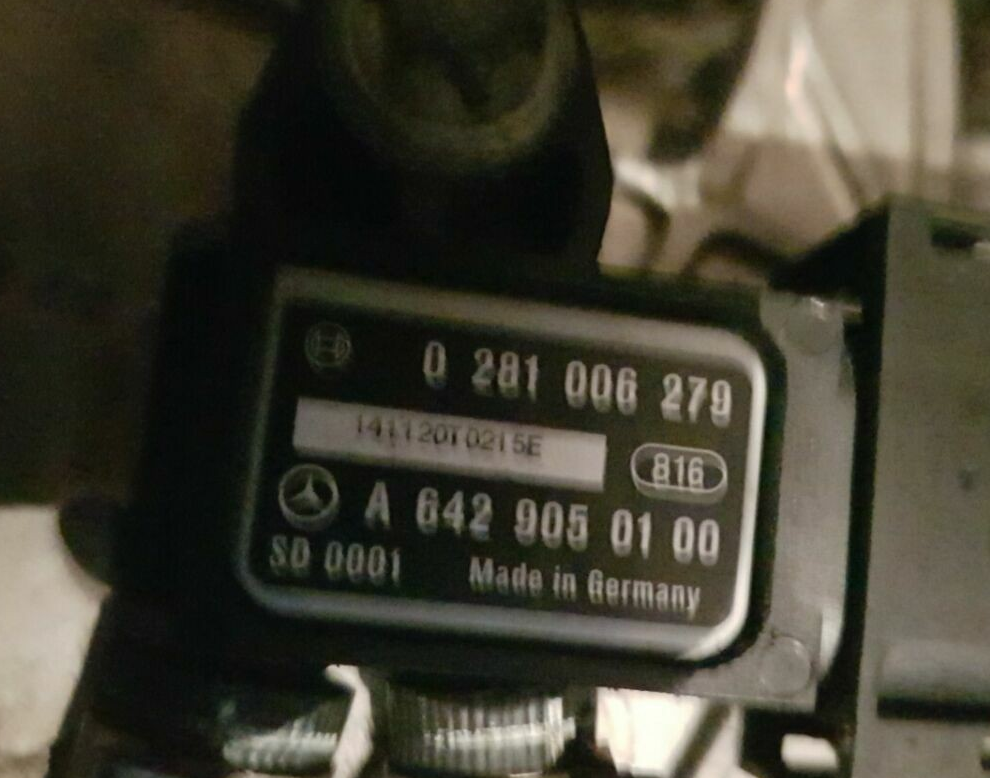 0 281 006 279
141120T0215E
816
A 642 905 01 00
SD 0001
Made in Germany